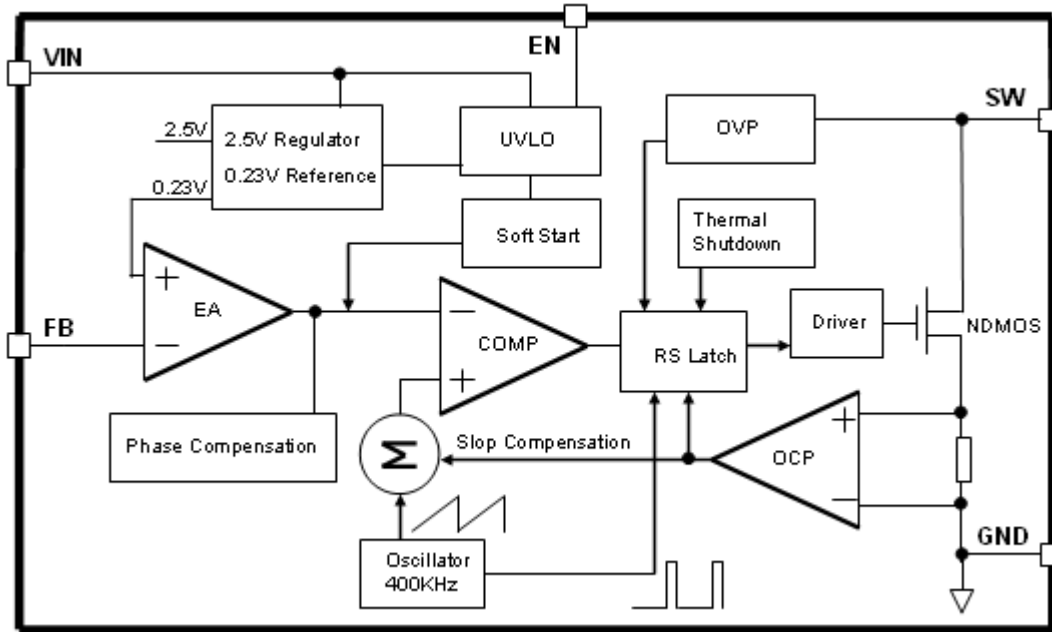 EN
VIN
SW
2.5V
2.5V Regulator
0.23V Reference
0.23V
UVLO
OVP
Soft Start
Thermal
Shutdown
EA
FB
COMP
RS Latch
Driver
NDMOS
Phase Compensation
Σ
Slop Compensation
OCP
GND
Oscillator
400KHz